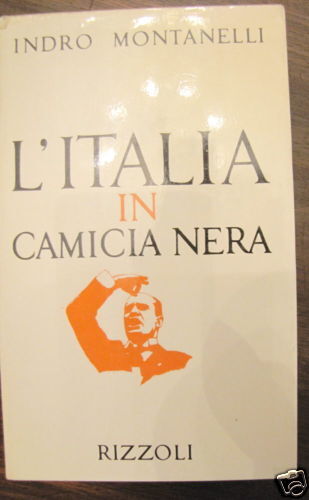 INDRO MONTANELLI
L'ITALIA
IN
CAMICIA NERA
RIZZOLI